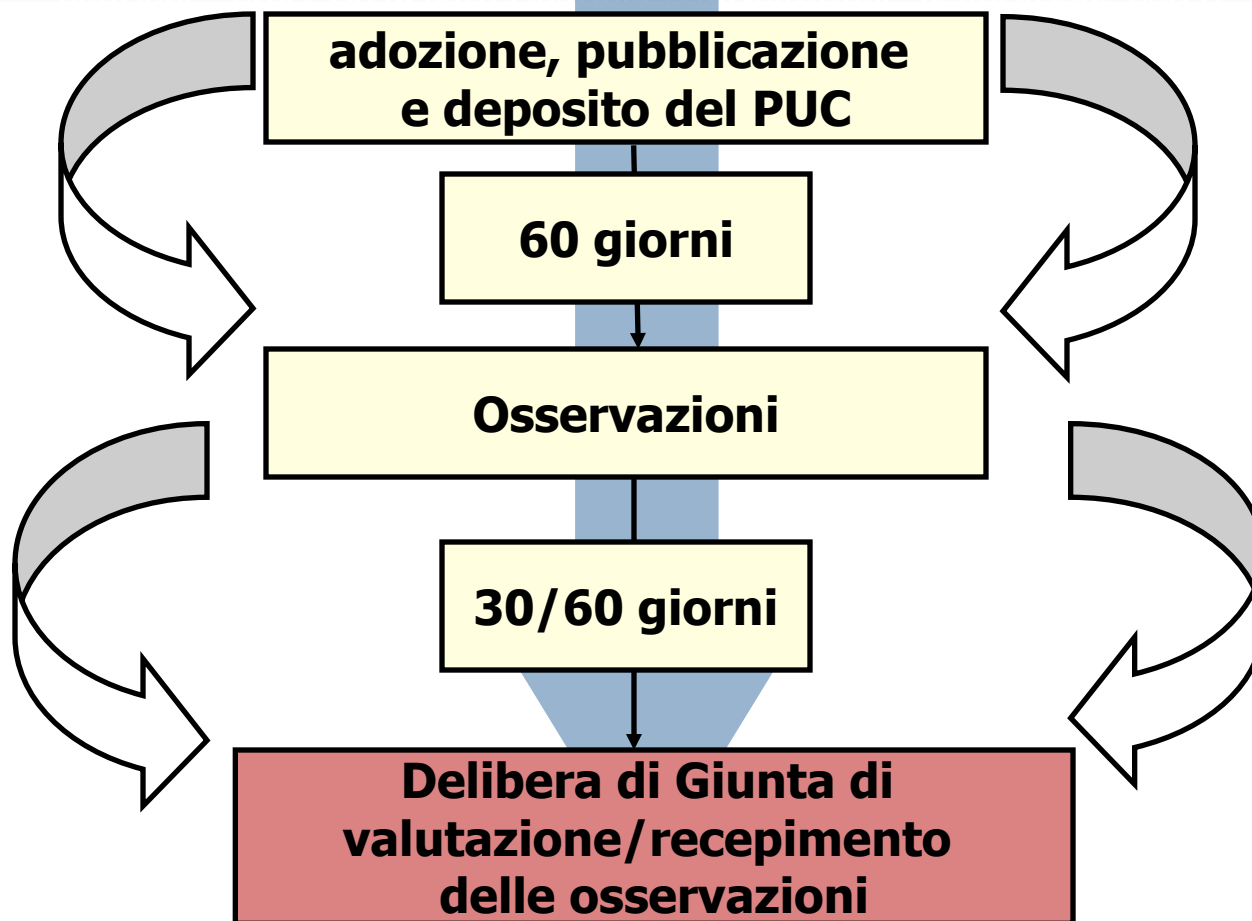 adozione, pubblicazione
e deposito del PUC
60 giorni
Osservazioni
30/60 giorni
Delibera di Giunta di
valutazione/recepimento
delle osservazioni